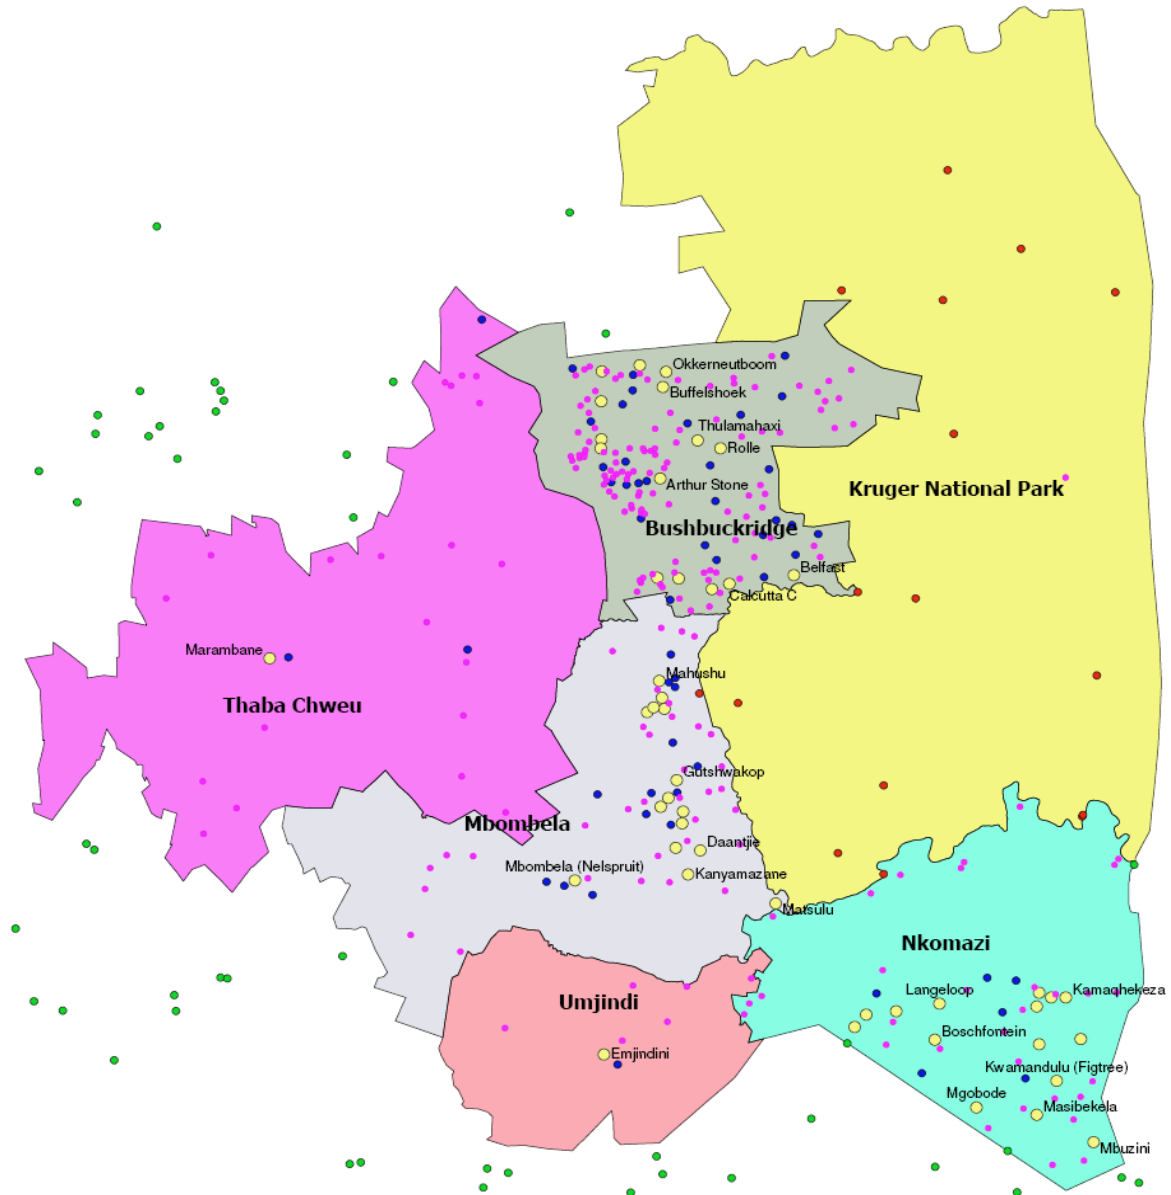 Okkerneutboom
Buffelshoek
Thulamahaxi
Rolle
Arthur Stone
Kruger National Park
Bushbuckridge
Belfast
Calcutta C
Marambane
Mahushu
Thaba Chweu
Gutshwakop
Mbombela
Daantjie
Mbombela (Nelspruit)
Kanyamazane
Matsulu
Nkomazi
Langeloop
Kamaqhekeza
Umjindi
Boschfontein
Emjindini
Kwamandulu (Figtree)
Mgobode
Masibekela
Mbuzini